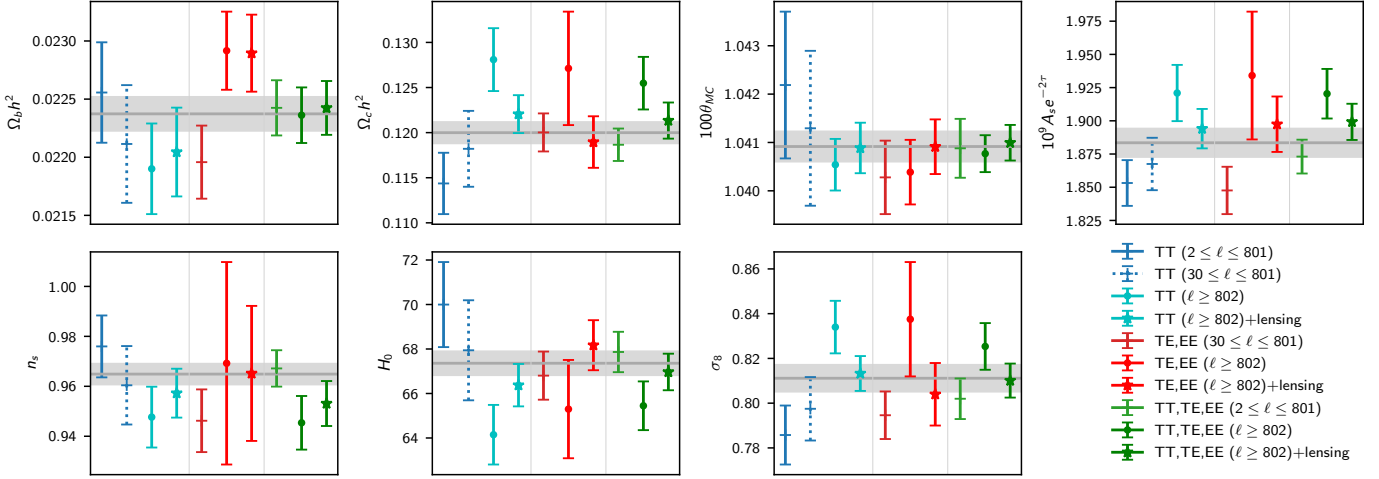 Ω_b h²
0.0230
0.0225
0.0220
0.0215
Ω_c h²
0.130
0.125
0.120
0.115
0.110
100θ_MC
1.043
1.042
1.041
1.040
10⁹ A_s e^{−2τ}
1.975
1.950
1.925
1.900
1.875
1.850
1.825
n_s
1.00
0.98
0.96
0.94
H_0
72
70
68
66
64
σ_8
0.86
0.84
0.82
0.80
0.78
TT (2 ≤ ℓ ≤ 801)
TT (30 ≤ ℓ ≤ 801)
TT (ℓ ≥ 802)
TT (ℓ ≥ 802)+lensing
TE,EE (30 ≤ ℓ ≤ 801)
TE,EE (ℓ ≥ 802)
TE,EE (ℓ ≥ 802)+lensing
TT,TE,EE (2 ≤ ℓ ≤ 801)
TT,TE,EE (ℓ ≥ 802)
TT,TE,EE (ℓ ≥ 802)+lensing